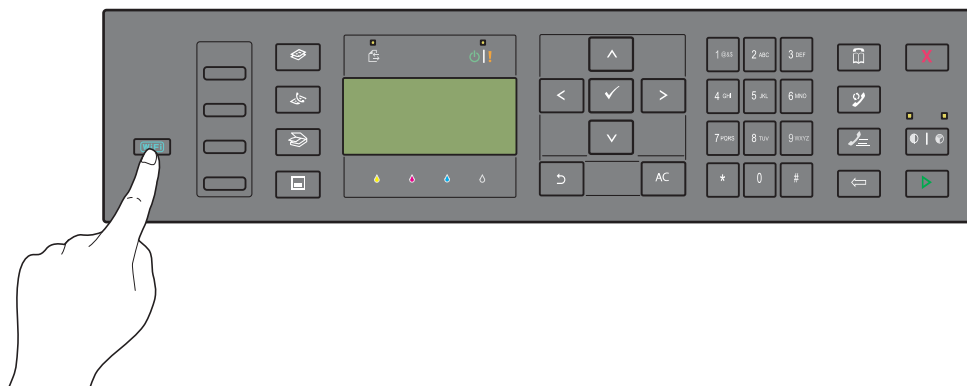 1 2 ABC 3 DEF
4 GHI 5 JKL 6 MNO
WiFi
7 PQRS 8 TUV 9 WXYZ
AC * 0 #
X